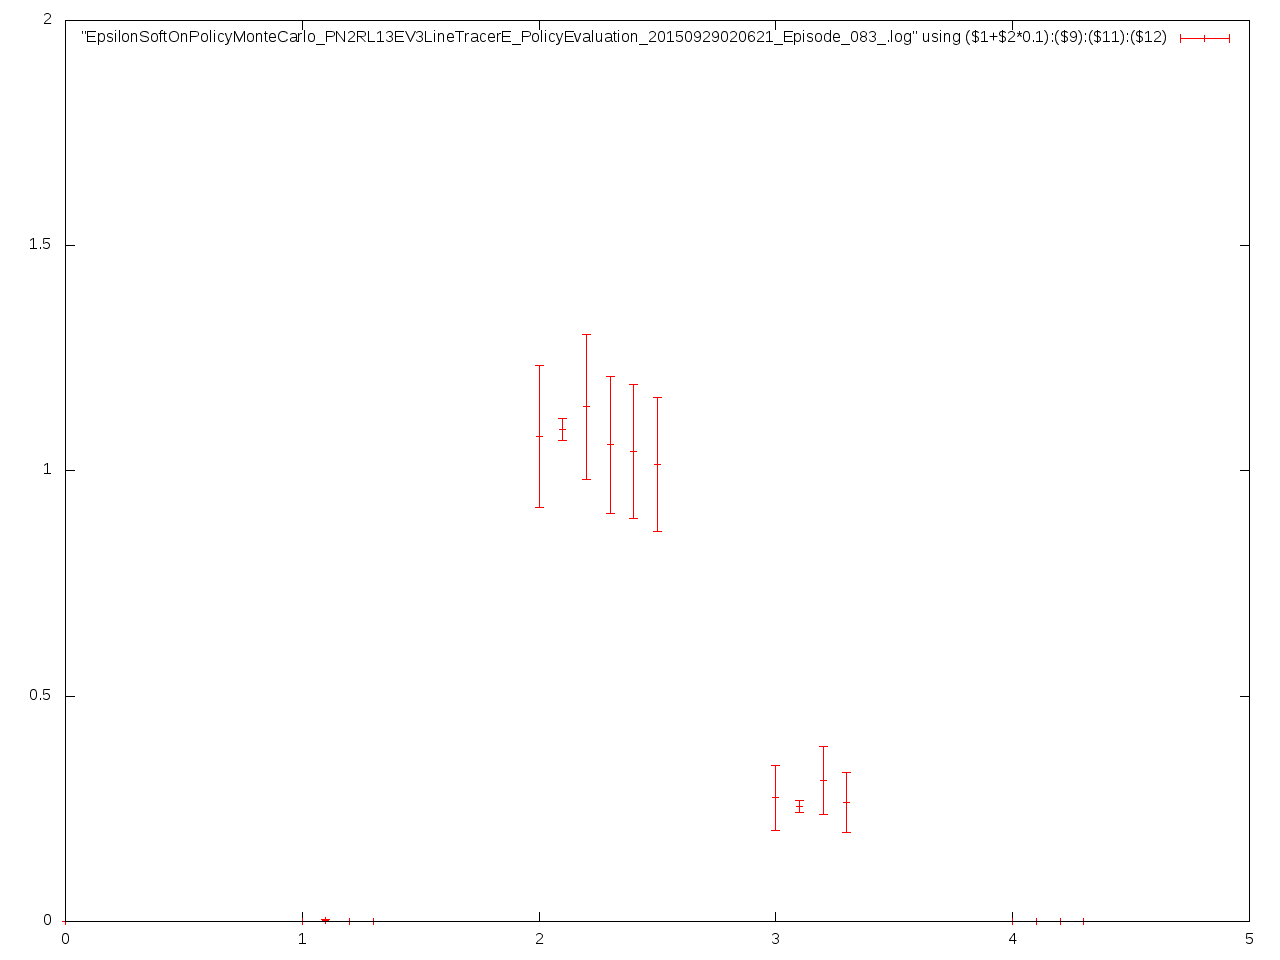 2
"EpsilonSoftOnPolicyMonteCarlo_PN2RL13EV3LineTracerE_PolicyEvaluation_20150929020621_Episode_083_.log" using ($1+$2*0.1):($9):($11):($12)
1.5
1
0.5
0
0 1 2 3 4 5